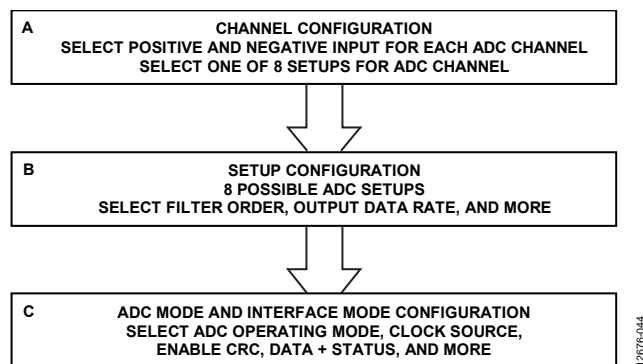 A
CHANNEL CONFIGURATION
SELECT POSITIVE AND NEGATIVE INPUT FOR EACH ADC CHANNEL
SELECT ONE OF 8 SETUPS FOR ADC CHANNEL
B
SETUP CONFIGURATION
8 POSSIBLE ADC SETUPS
SELECT FILTER ORDER, OUTPUT DATA RATE, AND MORE
C
ADC MODE AND INTERFACE MODE CONFIGURATION
SELECT ADC OPERATING MODE, CLOCK SOURCE,
ENABLE CRC, DATA + STATUS, AND MORE